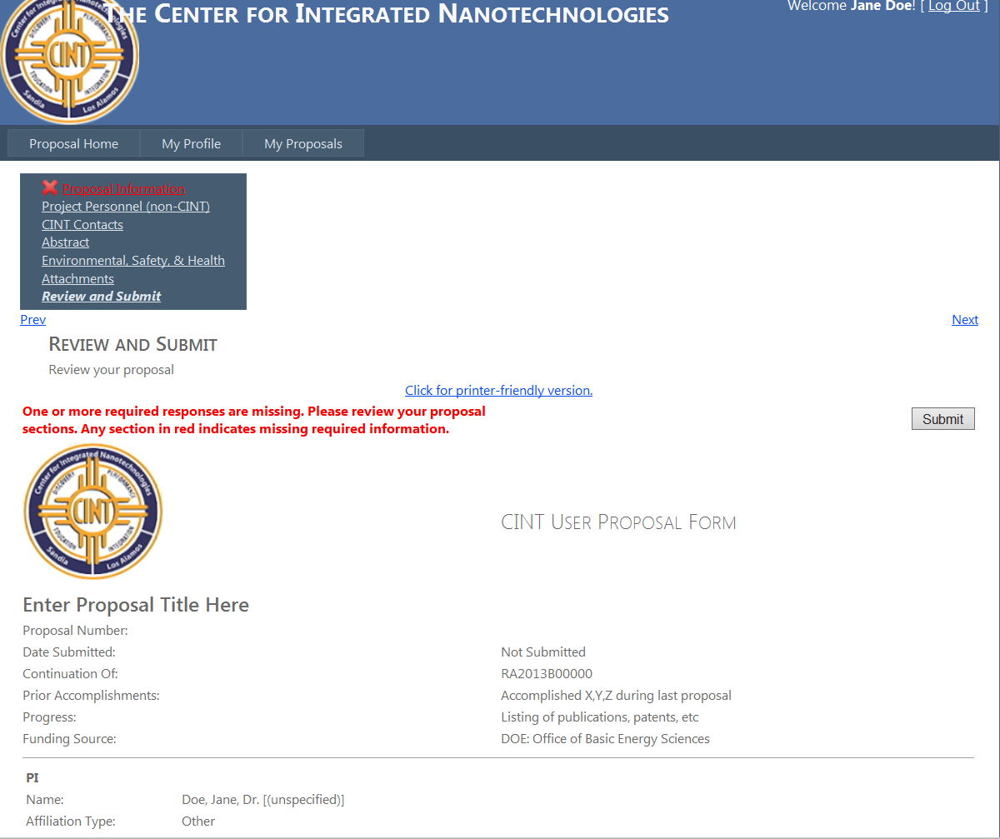 THE CENTER FOR INTEGRATED NANOTECHNOLOGIES
Welcome Jane Doe! [ Log Out ]
CINT
EDUCATION
INTEGRATION
Sandia
Los Alamos
Proposal Home
My Profile
My Proposals
Proposal Information
Project Personnel (non-CINT)
CINT Contacts
Abstract
Environmental, Safety, & Health
Attachments
Review and Submit
Prev
Next
REVIEW AND SUBMIT
Review your proposal
Click for printer-friendly version.
One or more required responses are missing. Please review your proposal
sections. Any section in red indicates missing required information.
Submit
Center for Integrated Nanotechnologies
DISCOVERY
PERFORMANCE
CINT
EDUCATION
INTEGRATION
Sandia
Los Alamos
CINT USER PROPOSAL FORM
Enter Proposal Title Here
Proposal Number:
Date Submitted: Not Submitted
Continuation Of: RA2013B00000
Prior Accomplishments: Accomplished X,Y,Z during last proposal
Progress: Listing of publications, patents, etc
Funding Source: DOE: Office of Basic Energy Sciences
PI
Name: Doe, Jane, Dr. [(unspecified)]
Affiliation Type: Other